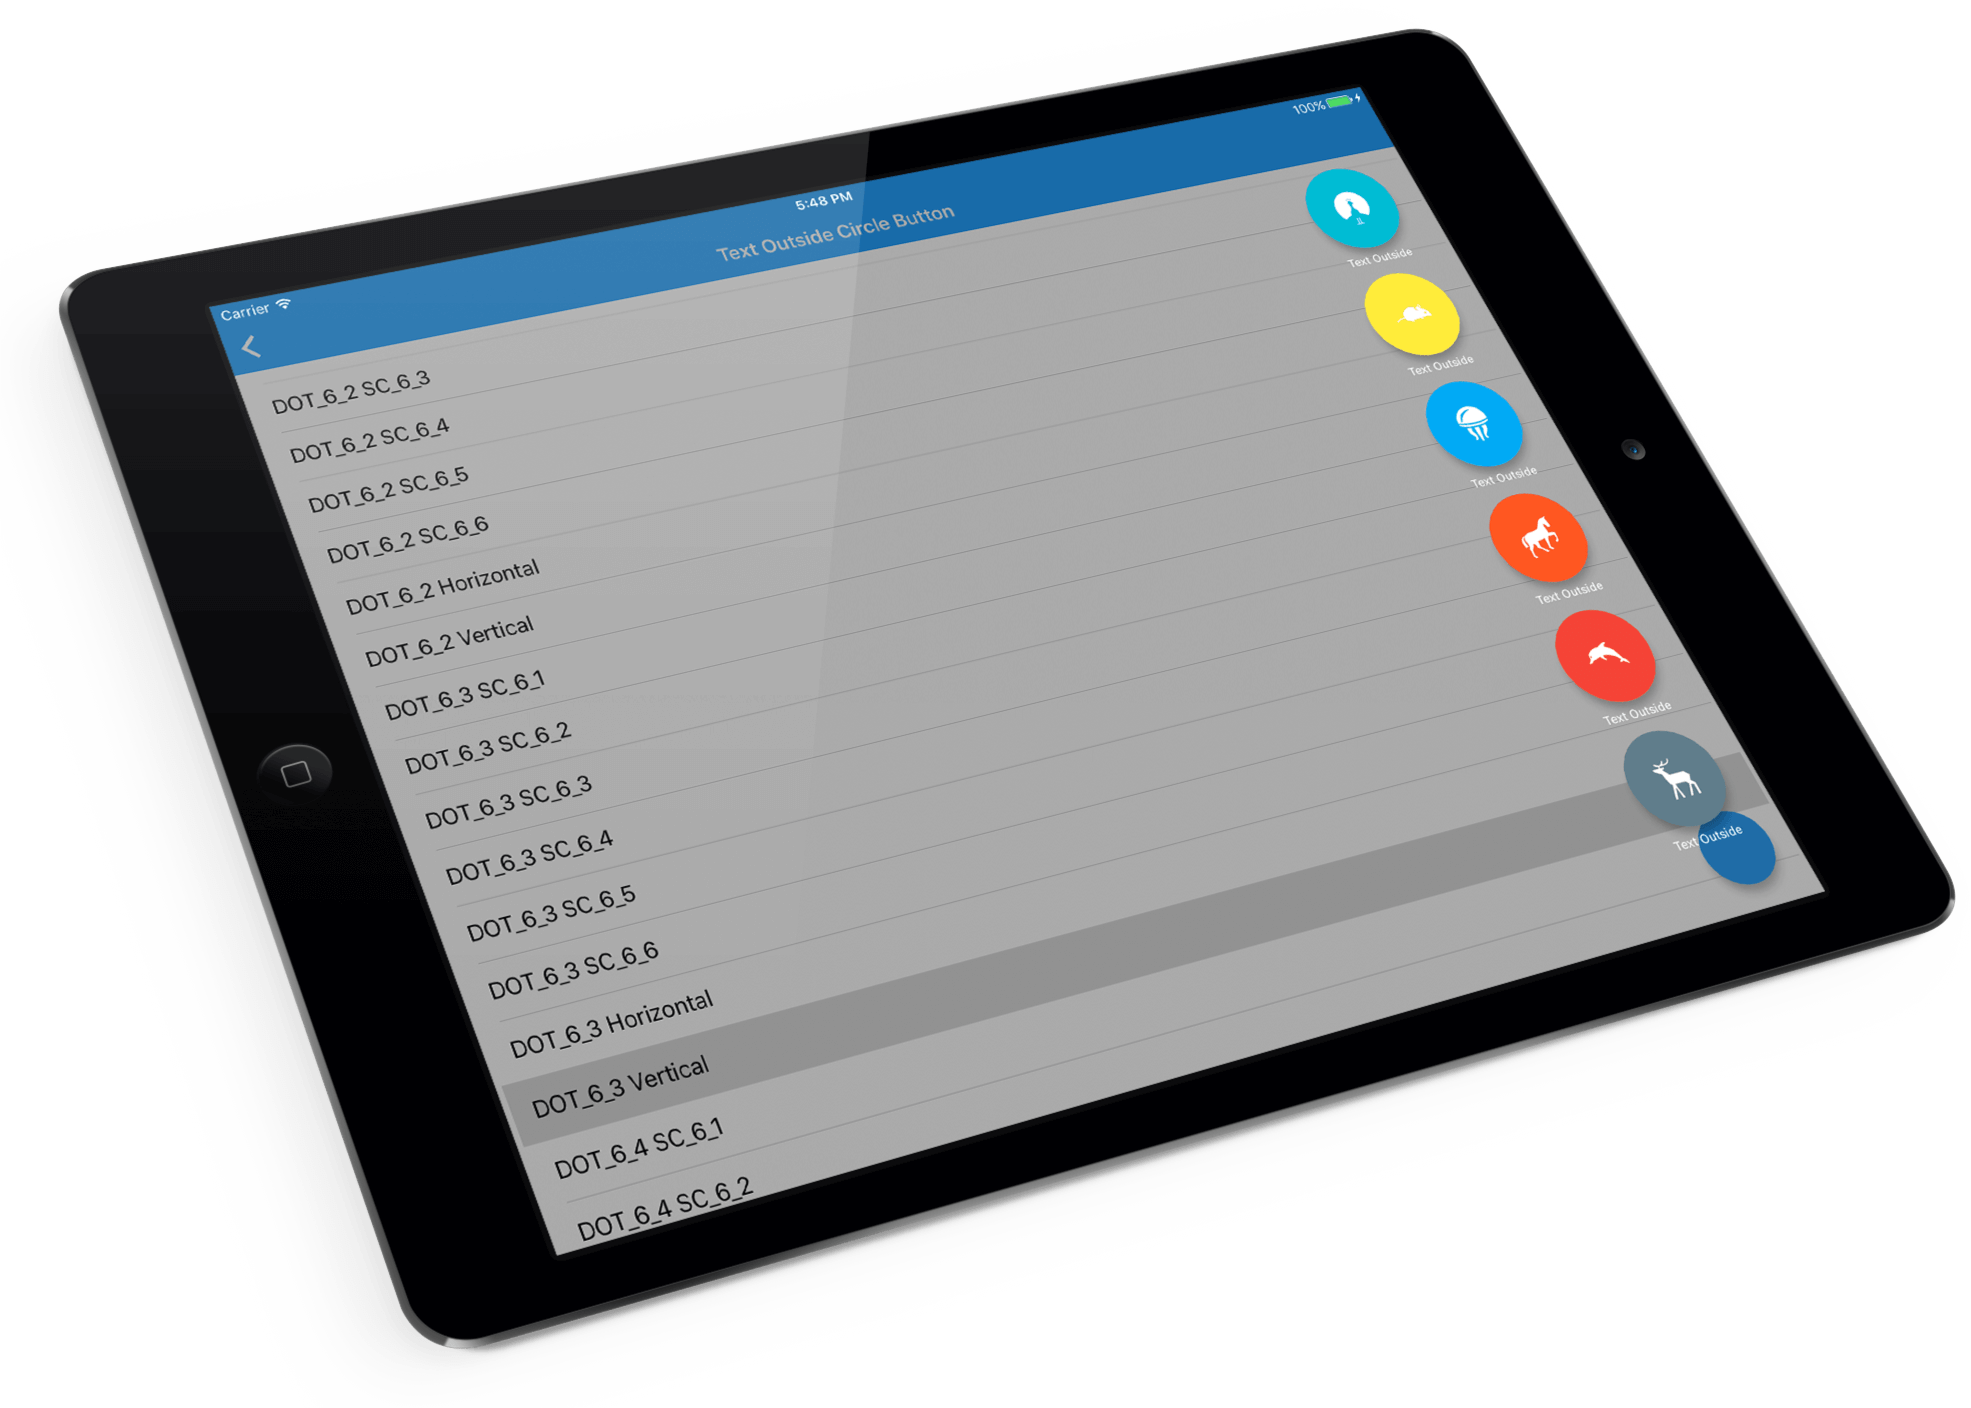 Carrier
5:48 PM
100%
Text Outside Circle Button
DOT_6_2 SC_6_3
DOT_6_2 SC_6_4
DOT_6_2 SC_6_5
DOT_6_2 SC_6_6
DOT_6_2 Horizontal
DOT_6_2 Vertical
DOT_6_3 SC_6_1
DOT_6_3 SC_6_2
DOT_6_3 SC_6_3
DOT_6_3 SC_6_4
DOT_6_3 SC_6_5
DOT_6_3 SC_6_6
DOT_6_3 Horizontal
DOT_6_3 Vertical
DOT_6_4 SC_6_1
DOT_6_4 SC_6_2
Text Outside
Text Outside
Text Outside
Text Outside
Text Outside
Text Outside